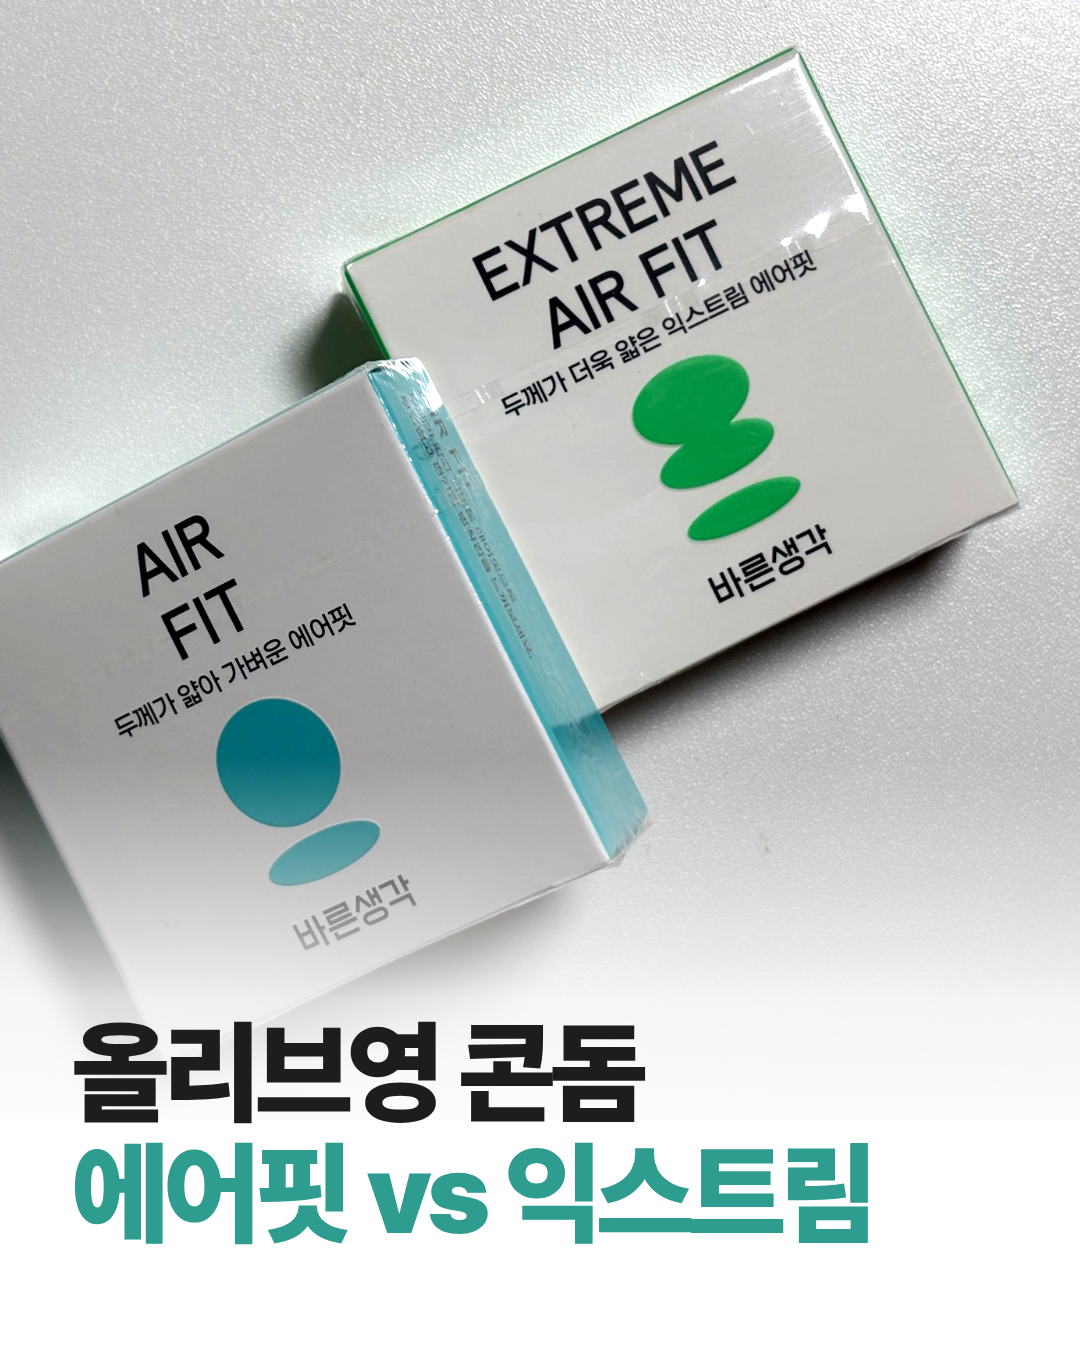 EXTREME
AIR FIT
두께가 더욱 얇은 익스트림 에어핏
바른생각
AIR
FIT
두께가 얇아 가벼운 에어핏
바른생각
AIR FIT
올리브영 콘돔
에어핏 vs 익스트림